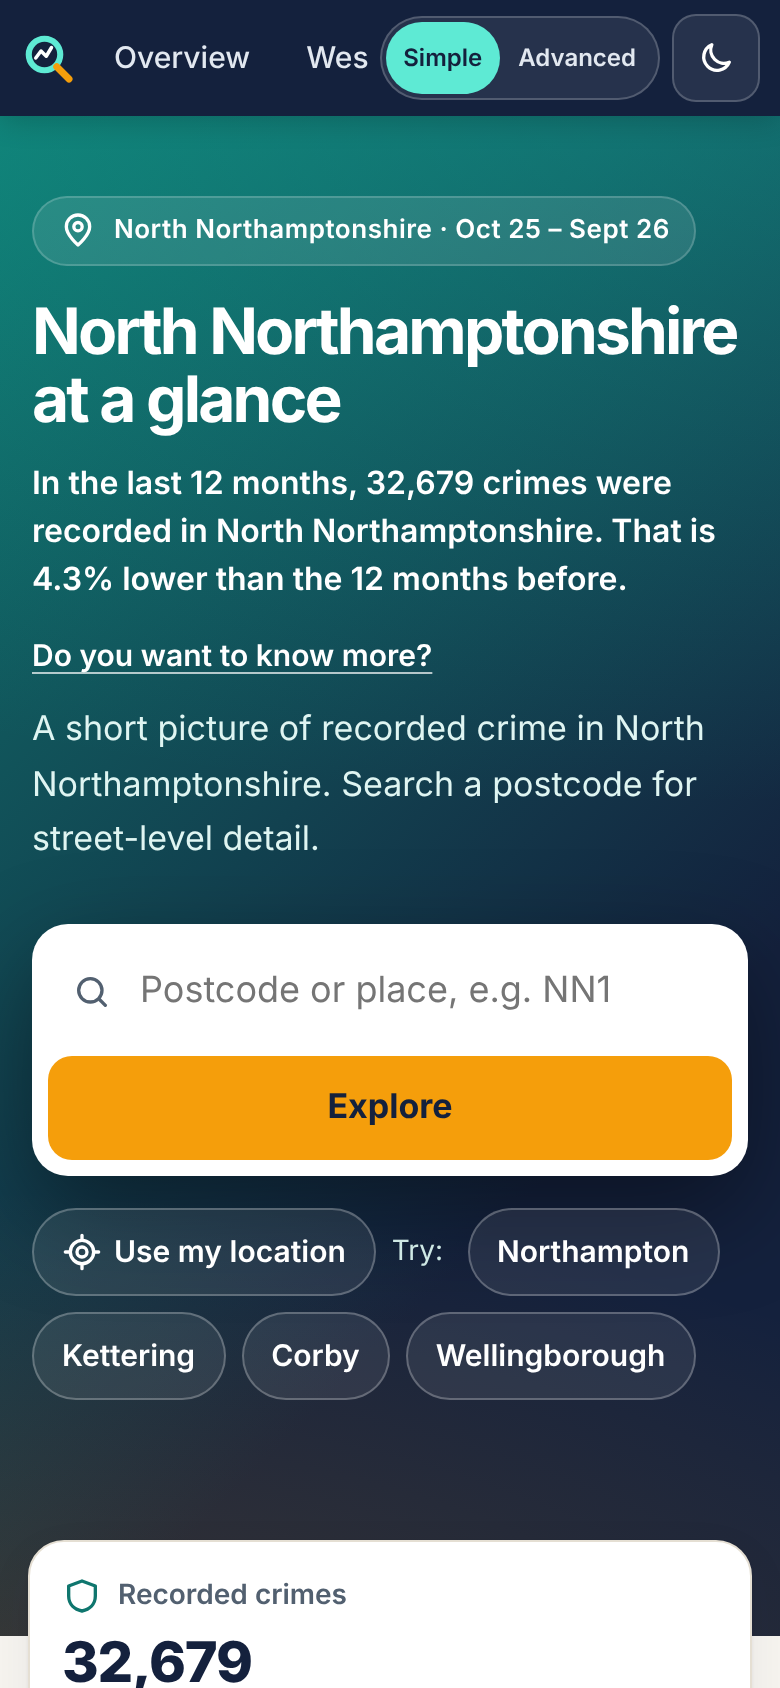 Overview
Wes
Simple
Advanced
North Northamptonshire · Oct 25 – Sept 26
North Northamptonshire
at a glance
In the last 12 months, 32,679 crimes were
recorded in North Northamptonshire. That is
4.3% lower than the 12 months before.
Do you want to know more?
A short picture of recorded crime in North
Northamptonshire. Search a postcode for
street-level detail.
Postcode or place, e.g. NN1
Explore
Use my location
Try:
Northampton
Kettering
Corby
Wellingborough
Recorded crimes
32,679